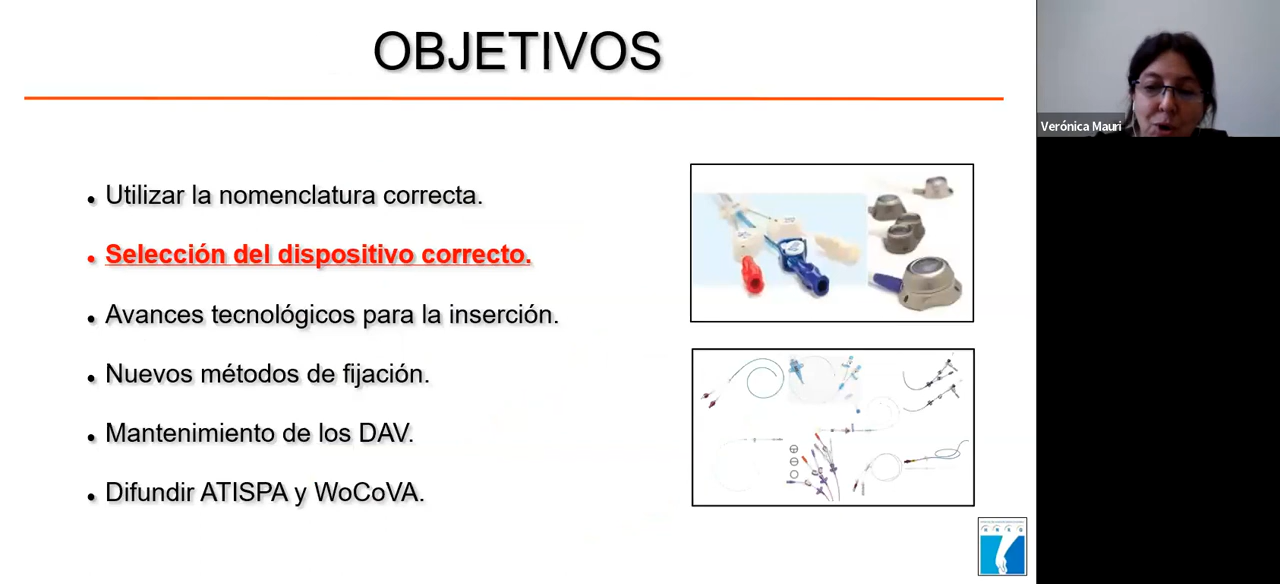 OBJETIVOS
Verónica Mauri
Utilizar la nomenclatura correcta.
Selección del dispositivo correcto.
Avances tecnológicos para la inserción.
Nuevos métodos de fijación.
Mantenimiento de los DAV.
Difundir ATISPA y WoCoVA.